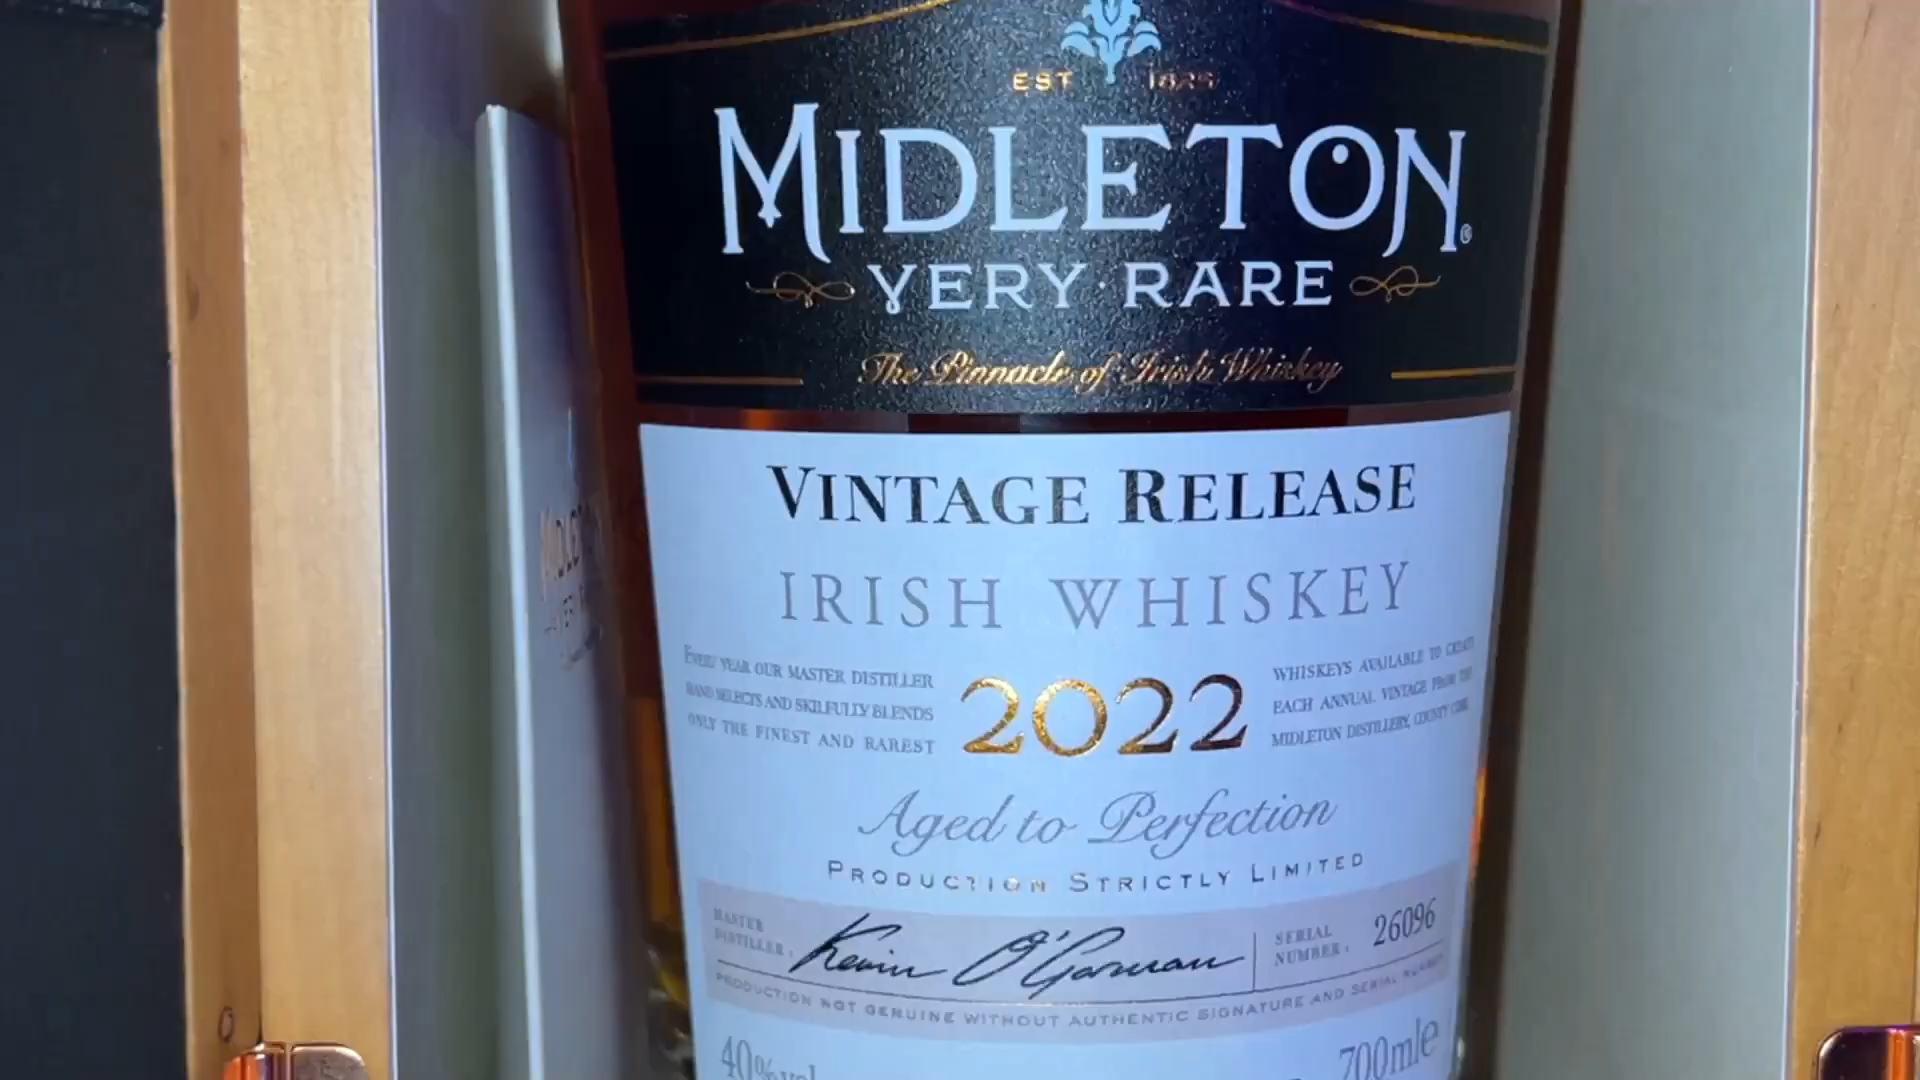 EST 1825
MIDLETON®
VERY RARE
The Pinnacle of Irish Whiskey
VINTAGE RELEASE
IRISH WHISKEY
EVERY YEAR OUR MASTER DISTILLER
HAND SELECTS AND SKILFULLY BLENDS
ONLY THE FINEST AND RAREST
2022
WHISKEYS AVAILABLE TO CREATE
EACH ANNUAL VINTAGE FROM THE
MIDLETON DISTILLERY, COUNTY CORK
Aged to Perfection
PRODUCTION STRICTLY LIMITED
MASTER
DISTILLER:
Kevin O'Gorman
SERIAL
NUMBER:
26096
PRODUCTION NOT GENUINE WITHOUT AUTHENTIC SIGNATURE AND SERIAL NUMBER
40%vol
700mle
MIDLETON